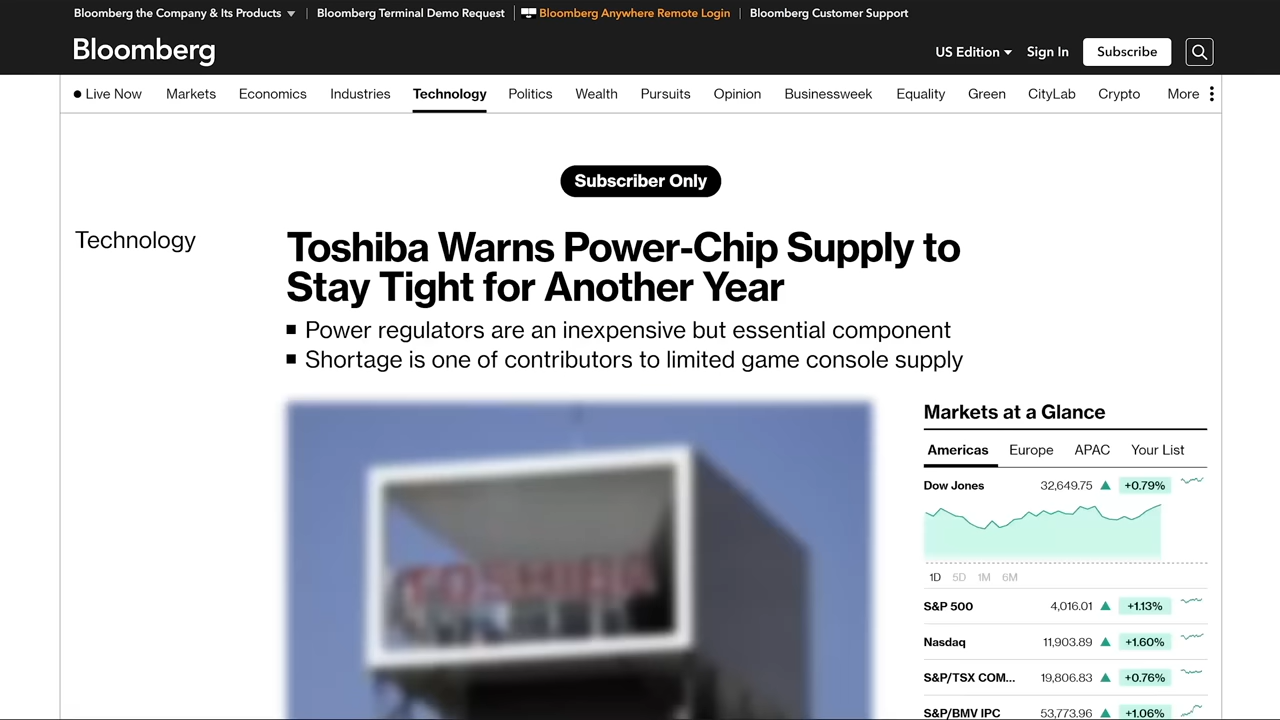 Bloomberg the Company & Its Products
Bloomberg Terminal Demo Request
Bloomberg Anywhere Remote Login
Bloomberg Customer Support
Bloomberg
US Edition
Sign In
Subscribe
Live Now
Markets
Economics
Industries
Technology
Politics
Wealth
Pursuits
Opinion
Businessweek
Equality
Green
CityLab
Crypto
More
Subscriber Only
Technology
Toshiba Warns Power-Chip Supply to
Stay Tight for Another Year
Power regulators are an inexpensive but essential component
Shortage is one of contributors to limited game console supply
TOSHIBA
Markets at a Glance
Americas Europe APAC Your List
Dow Jones 32,649.75 +0.79%
1D 5D 1M 6M
S&P 500 4,016.01 +1.13%
Nasdaq 11,903.89 +1.60%
S&P/TSX COM... 19,806.83 +0.76%
S&P/BMV IPC 53,773.96 +1.06%